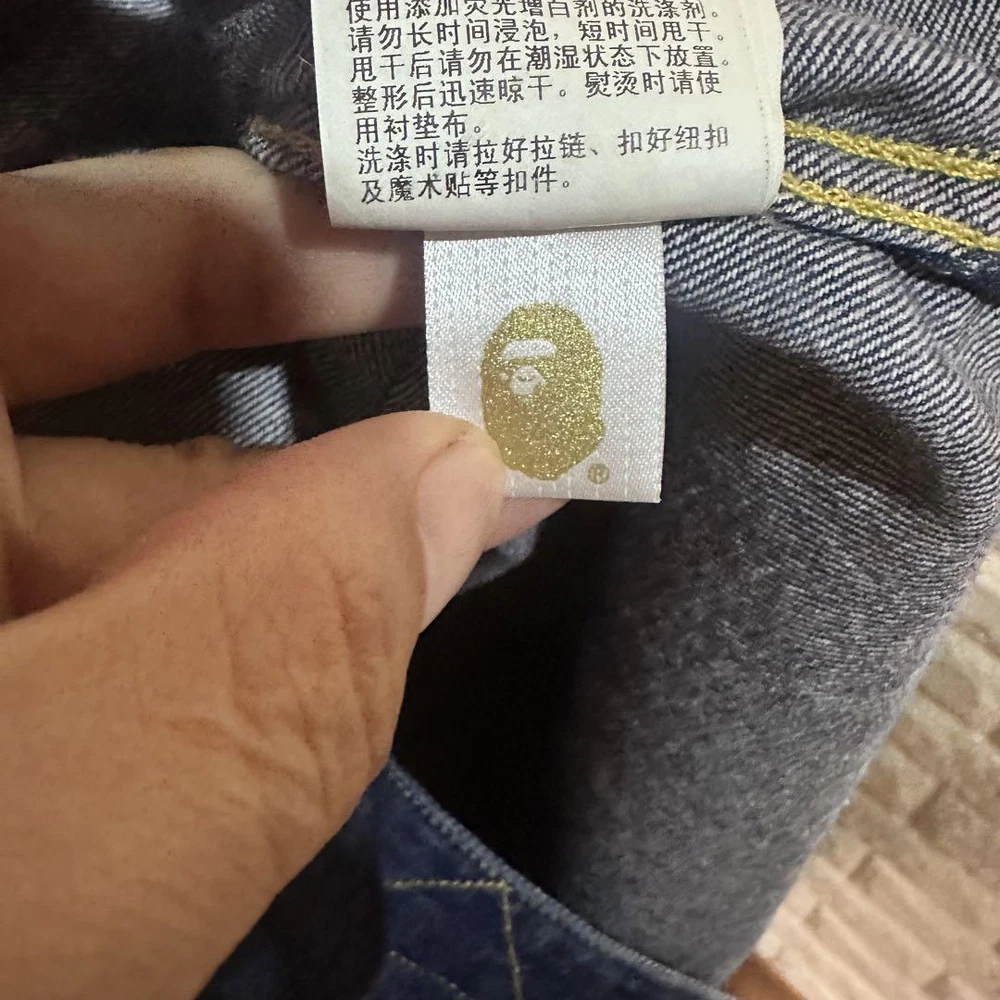 使用添加荧光增白剂的洗涤剂。
请勿长时间浸泡，短时间甩干。
甩干后请勿在潮湿状态下放置。
整形后迅速晾干。熨烫时请使
用衬垫布。
洗涤时请拉好拉链、扣好纽扣
及魔术贴等扣件。
®